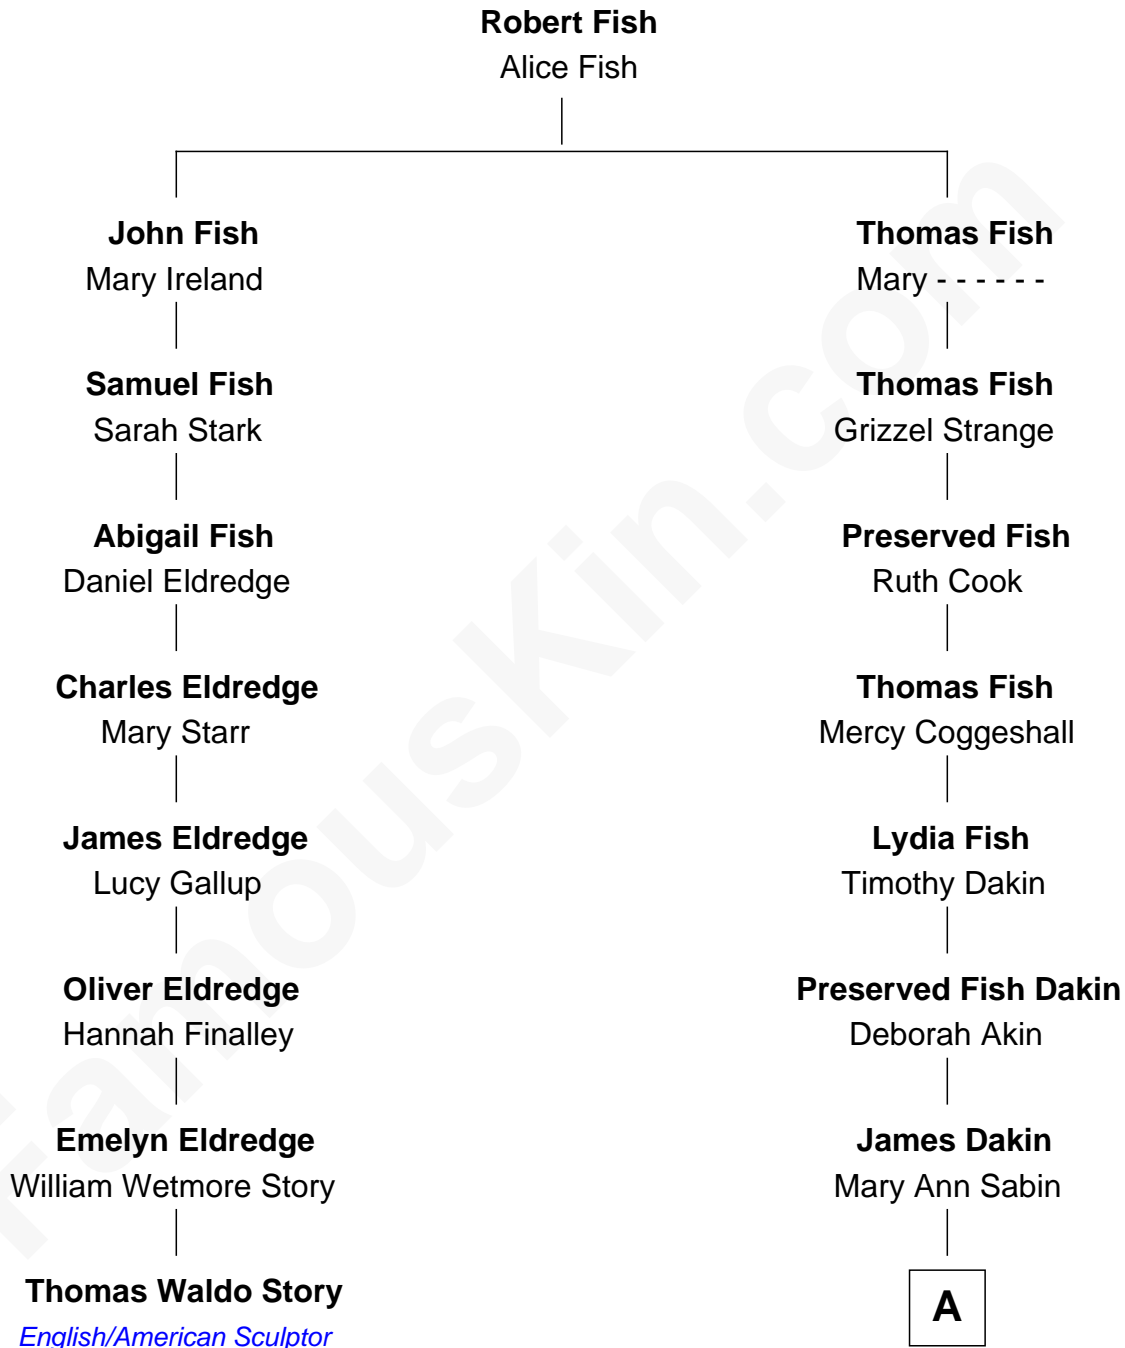 Robert Fish
Alice Fish
John Fish
Mary Ireland
Thomas Fish
Mary - - - - - -
Samuel Fish
Sarah Stark
Thomas Fish
Grizzel Strange
Abigail Fish
Daniel Eldredge
Preserved Fish
Ruth Cook
Charles Eldredge
Mary Starr
Thomas Fish
Mercy Coggeshall
James Eldredge
Lucy Gallup
Lydia Fish
Timothy Dakin
Oliver Eldredge
Hannah Finalley
Preserved Fish Dakin
Deborah Akin
Emelyn Eldredge
William Wetmore Story
James Dakin
Mary Ann Sabin
Thomas Waldo Story
English/American Sculptor
A
FamousKin.com